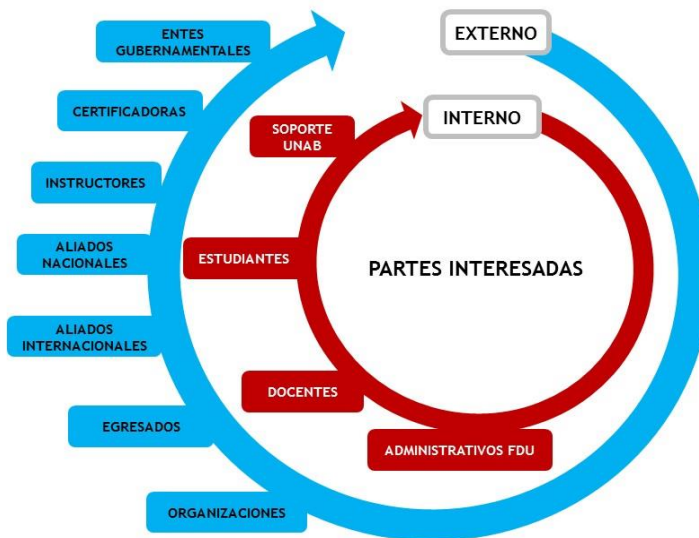 ENTES
GUBERNAMENTALES
EXTERNO
CERTIFICADORAS
INTERNO
SOPORTE
UNAB
INSTRUCTORES
ALIADOS
NACIONALES
ESTUDIANTES
PARTES INTERESADAS
ALIADOS
INTERNACIONALES
DOCENTES
EGRESADOS
ADMINISTRATIVOS FDU
ORGANIZACIONES